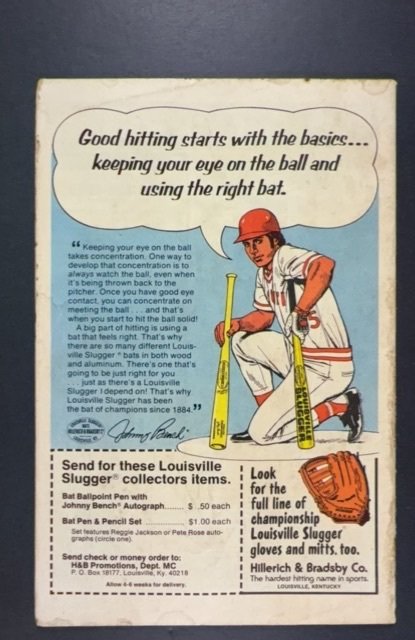 Good hitting starts with the basics...
keeping your eye on the ball and
using the right bat.
“ Keeping your eye on the ball
takes concentration. One way to
develop that concentration is to
always watch the ball, even when
it's being thrown back to the
pitcher. Once you have good eye
contact, you can concentrate on
meeting the ball . . . and that's
when you start to hit the ball solid!
A big part of hitting is using a
bat that feels right. That's why
there are so many different Louis-
ville Slugger® bats in both wood
and aluminum. There's one that's
going to be just right for you . .
. . just as there's a Louisville
Slugger I depend on! That's why
Louisville Slugger has been
the bat of champions since 1884.”
Johnny Bench
LOUISVILLE
SLUGGER
Send for these Louisville
Slugger® collectors items.
Bat Ballpoint Pen with
Johnny Bench® Autograph....... $ .50 each
Bat Pen & Pencil Set .............. $1.00 each
Set features Reggie Jackson or Pete Rose auto-
graphs (circle one).
Send check or money order to:
H&B Promotions, Dept. MC
P. O. Box 18177, Louisville, Ky. 40218
Allow 4-6 weeks for delivery.
Look
for the
full line of
championship
Louisville Slugger®
gloves and mitts, too.
Hillerich & Bradsby Co.
The hardest hitting name in sports.
LOUISVILLE, KENTUCKY